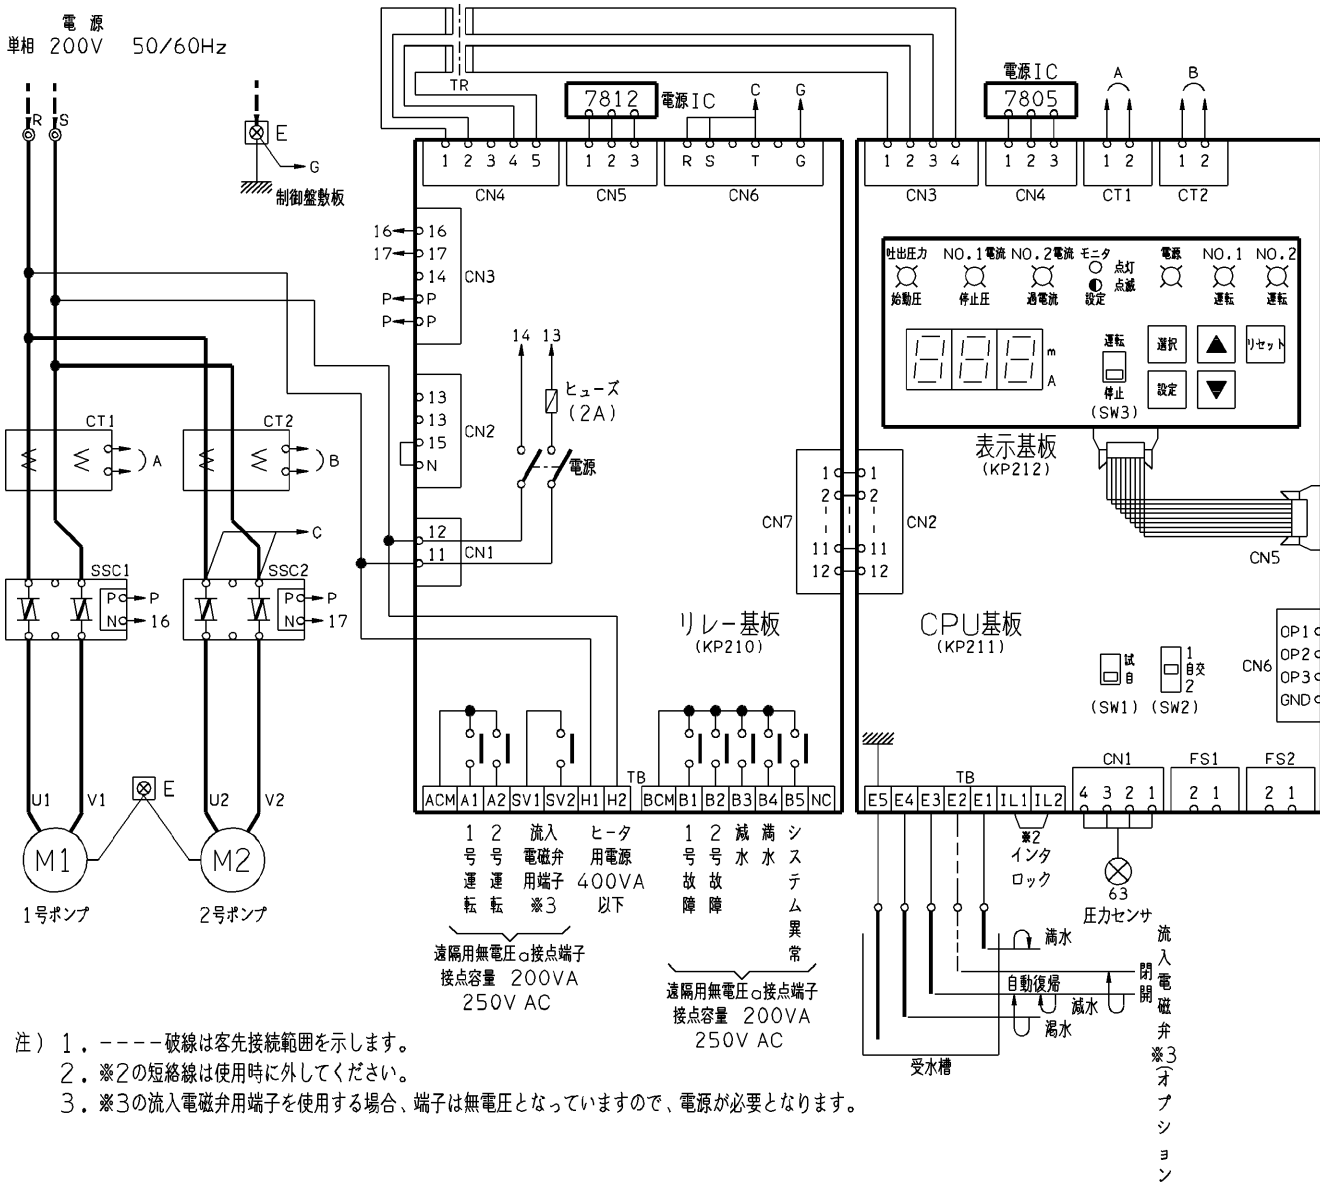 電源
単相 200V 50/60Hz
R S
E
G
制御盤敷板
TR
7812 電源IC
C G
電源IC
7805
A B
1 2 3 4 5
CN4
1 2 3
CN5
R S T G
CN6
1 2 3 4
CN3
1 2 3
CN4
1 2
CT1
1 2
CT2
16 16
17 17
14
P P
P P
CN3
13
13
15
N
CN2
12
11
CN1
14 13
ヒューズ
(2A)
電源
吐出圧力 NO.1電流 NO.2電流 モニタ 点灯 電源 NO.1 NO.2
点滅
始動圧 停止圧 過電流 設定 運転 運転
888
m
A
運転
停止
(SW3)
選択 ▲ リセット
設定 ▼
表示基板
(KP212)
CN5
CT1
A
CT2
B
C
SSC1
P P
N 16
SSC2
P P
N 17
CN7
1 1
2 2
11 11
12 12
CN2
リレー基板
(KP210)
CPU基板
(KP211)
試
自
(SW1)
1
自交
2
(SW2)
CN6
OP1
OP2
OP3
GND
U1 V1
E
U2 V2
M1
M2
1号ポンプ
2号ポンプ
TB
ACM A1 A2 SV1 SV2 H1 H2 BCM B1 B2 B3 B4 B5 NC
1号運転
2号運転
流入
電磁弁
用端子
※3
ヒータ
用電源
400VA
以下
1号故障
2号故障
減水
満水
システム異常
遠隔用無電圧a接点端子
接点容量 200VA
250V AC
遠隔用無電圧a接点端子
接点容量 200VA
250V AC
TB
E5 E4 E3 E2 E1 IL1 IL2
CN1
4 3 2 1
FS1
2 1
FS2
2 1
※2
インタ
ロック
63
圧力センサ
満水
自動復帰
減水
渇水
閉
開
受水槽
流入電磁弁※3(オプション
注) 1. ----破線は客先接続範囲を示します。
2. ※2の短絡線は使用時に外してください。
3. ※3の流入電磁弁用端子を使用する場合、端子は無電圧となっていますので、電源が必要となります。